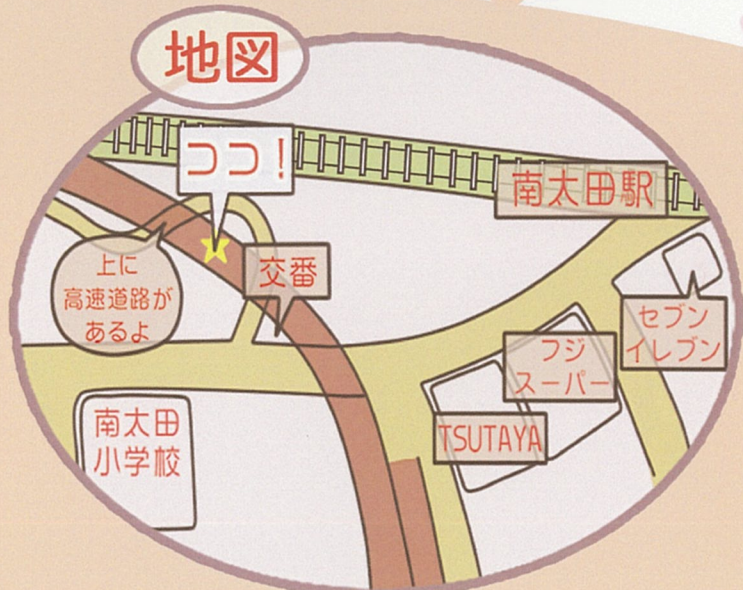 地図
ココ!
南太田駅
上に
高速道路が
あるよ
交番
セブン
イレブン
フジ
スーパー
TSUTAYA
南太田
小学校